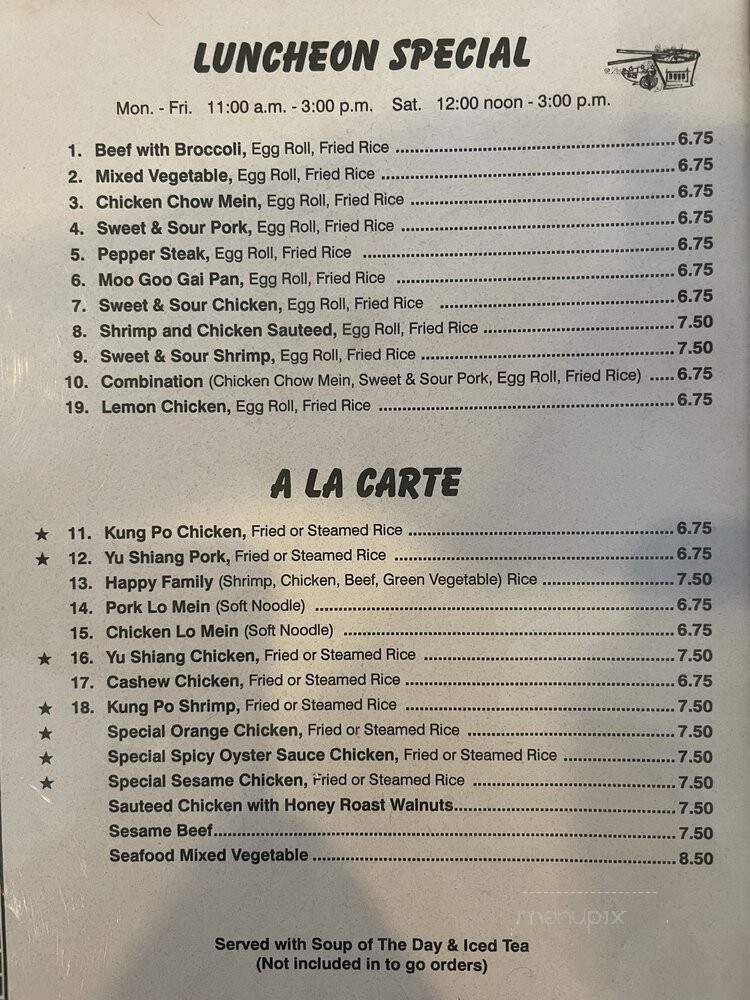 LUNCHEON SPECIAL
Mon. - Fri. 11:00 a.m. - 3:00 p.m. Sat. 12:00 noon - 3:00 p.m.
1. Beef with Broccoli, Egg Roll, Fried Rice 6.75
2. Mixed Vegetable, Egg Roll, Fried Rice 6.75
3. Chicken Chow Mein, Egg Roll, Fried Rice 6.75
4. Sweet & Sour Pork, Egg Roll, Fried Rice 6.75
5. Pepper Steak, Egg Roll, Fried Rice 6.75
6. Moo Goo Gai Pan, Egg Roll, Fried Rice 6.75
7. Sweet & Sour Chicken, Egg Roll, Fried Rice 6.75
8. Shrimp and Chicken Sauteed, Egg Roll, Fried Rice 7.50
9. Sweet & Sour Shrimp, Egg Roll, Fried Rice 7.50
10. Combination (Chicken Chow Mein, Sweet & Sour Pork, Egg Roll, Fried Rice) 6.75
19. Lemon Chicken, Egg Roll, Fried Rice 6.75
A LA CARTE
★ 11. Kung Po Chicken, Fried or Steamed Rice 6.75
★ 12. Yu Shiang Pork, Fried or Steamed Rice 6.75
13. Happy Family (Shrimp, Chicken, Beef, Green Vegetable) Rice 7.50
14. Pork Lo Mein (Soft Noodle) 6.75
15. Chicken Lo Mein (Soft Noodle) 6.75
★ 16. Yu Shiang Chicken, Fried or Steamed Rice 7.50
17. Cashew Chicken, Fried or Steamed Rice 6.75
★ 18. Kung Po Shrimp, Fried or Steamed Rice 7.50
★ Special Orange Chicken, Fried or Steamed Rice 7.50
★ Special Spicy Oyster Sauce Chicken, Fried or Steamed Rice 7.50
★ Special Sesame Chicken, Fried or Steamed Rice 7.50
Sauteed Chicken with Honey Roast Walnuts 7.50
Sesame Beef 7.50
Seafood Mixed Vegetable 8.50
menupix
Served with Soup of The Day & Iced Tea
(Not included in to go orders)